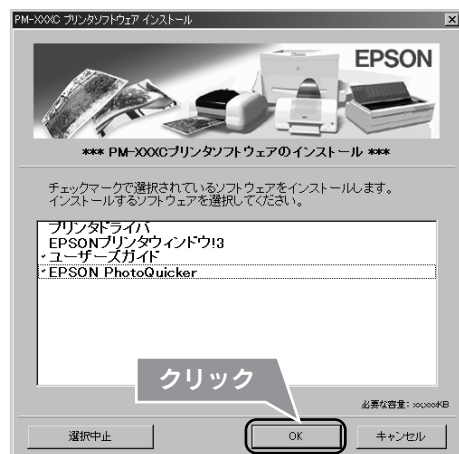 PM-XXXC プリンタソフトウェア インストール
EPSON
*** PM-XXXCプリンタソフトウェアのインストール ***
チェックマークで選択されているソフトウェアをインストールします。
インストールするソフトウェアを選択してください。
プリンタドライバ
EPSONプリンタウィンドウ!3
ユーザーズガイド
EPSON PhotoQuicker
クリック
必要な容量:xx,xxxKB
選択中止
OK
キャンセル